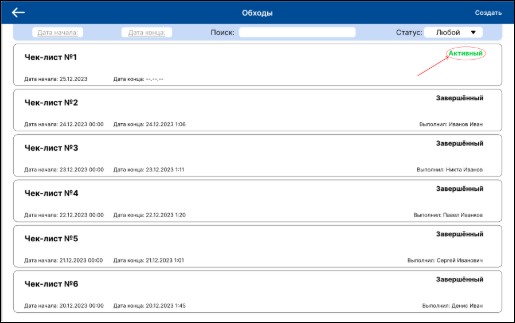 Обходы Создать
Дата начала: Дата конца: Поиск: Статус: Любой
Чек-лист №1 Активный
Дата начала: 25.12.2023 Дата конца: --.--.--
Чек-лист №2 Завершённый
Дата начала: 24.12.2023 00:00 Дата конца: 24.12.2023 1:06 Выполнил: Иванов Иван
Чек-лист №3 Завершённый
Дата начала: 23.12.2023 00:00 Дата конца: 23.12.2023 1:11 Выполнил: Никита Иванов
Чек-лист №4 Завершённый
Дата начала: 22.12.2023 00:00 Дата конца: 22.12.2023 1:20 Выполнил: Павел Иванков
Чек-лист №5 Завершённый
Дата начала: 21.12.2023 00:00 Дата конца: 21.12.2023 1:01 Выполнил: Сергей Иванович
Чек-лист №6 Завершённый
Дата начала: 20.12.2023 00:00 Дата конца: 20.12.2023 1:45 Выполнил: Денис Иван